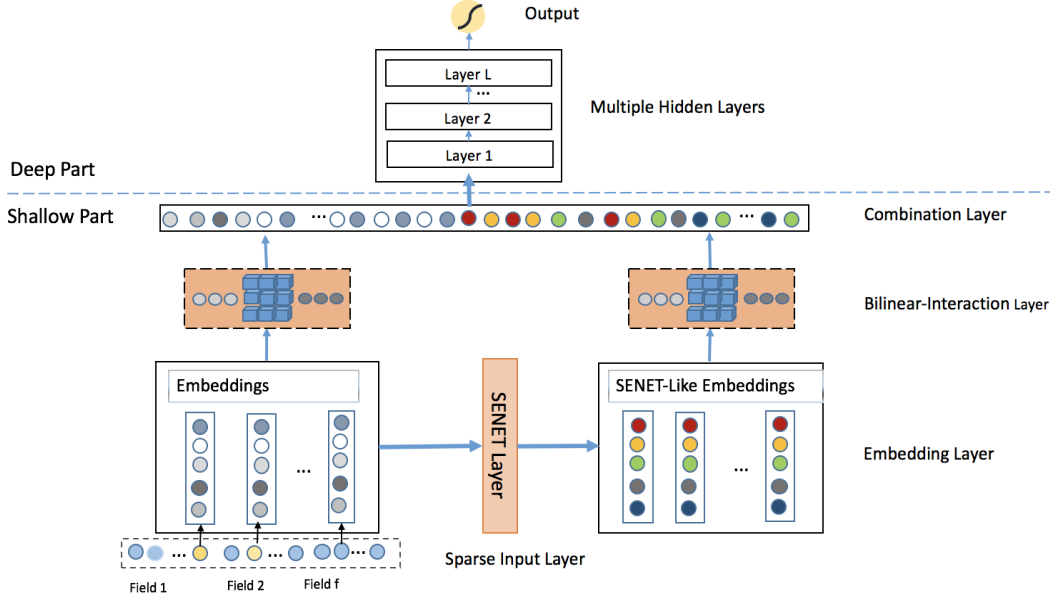 Output
Layer L
...
Layer 2
Multiple Hidden Layers
Layer 1
Deep Part
Shallow Part
...
...
Combination Layer
Bilinear-Interaction Layer
Embeddings
SENET Layer
SENET-Like Embeddings
...
...
Embedding Layer
... ... ...
Sparse Input Layer
Field 1
Field 2
Field f